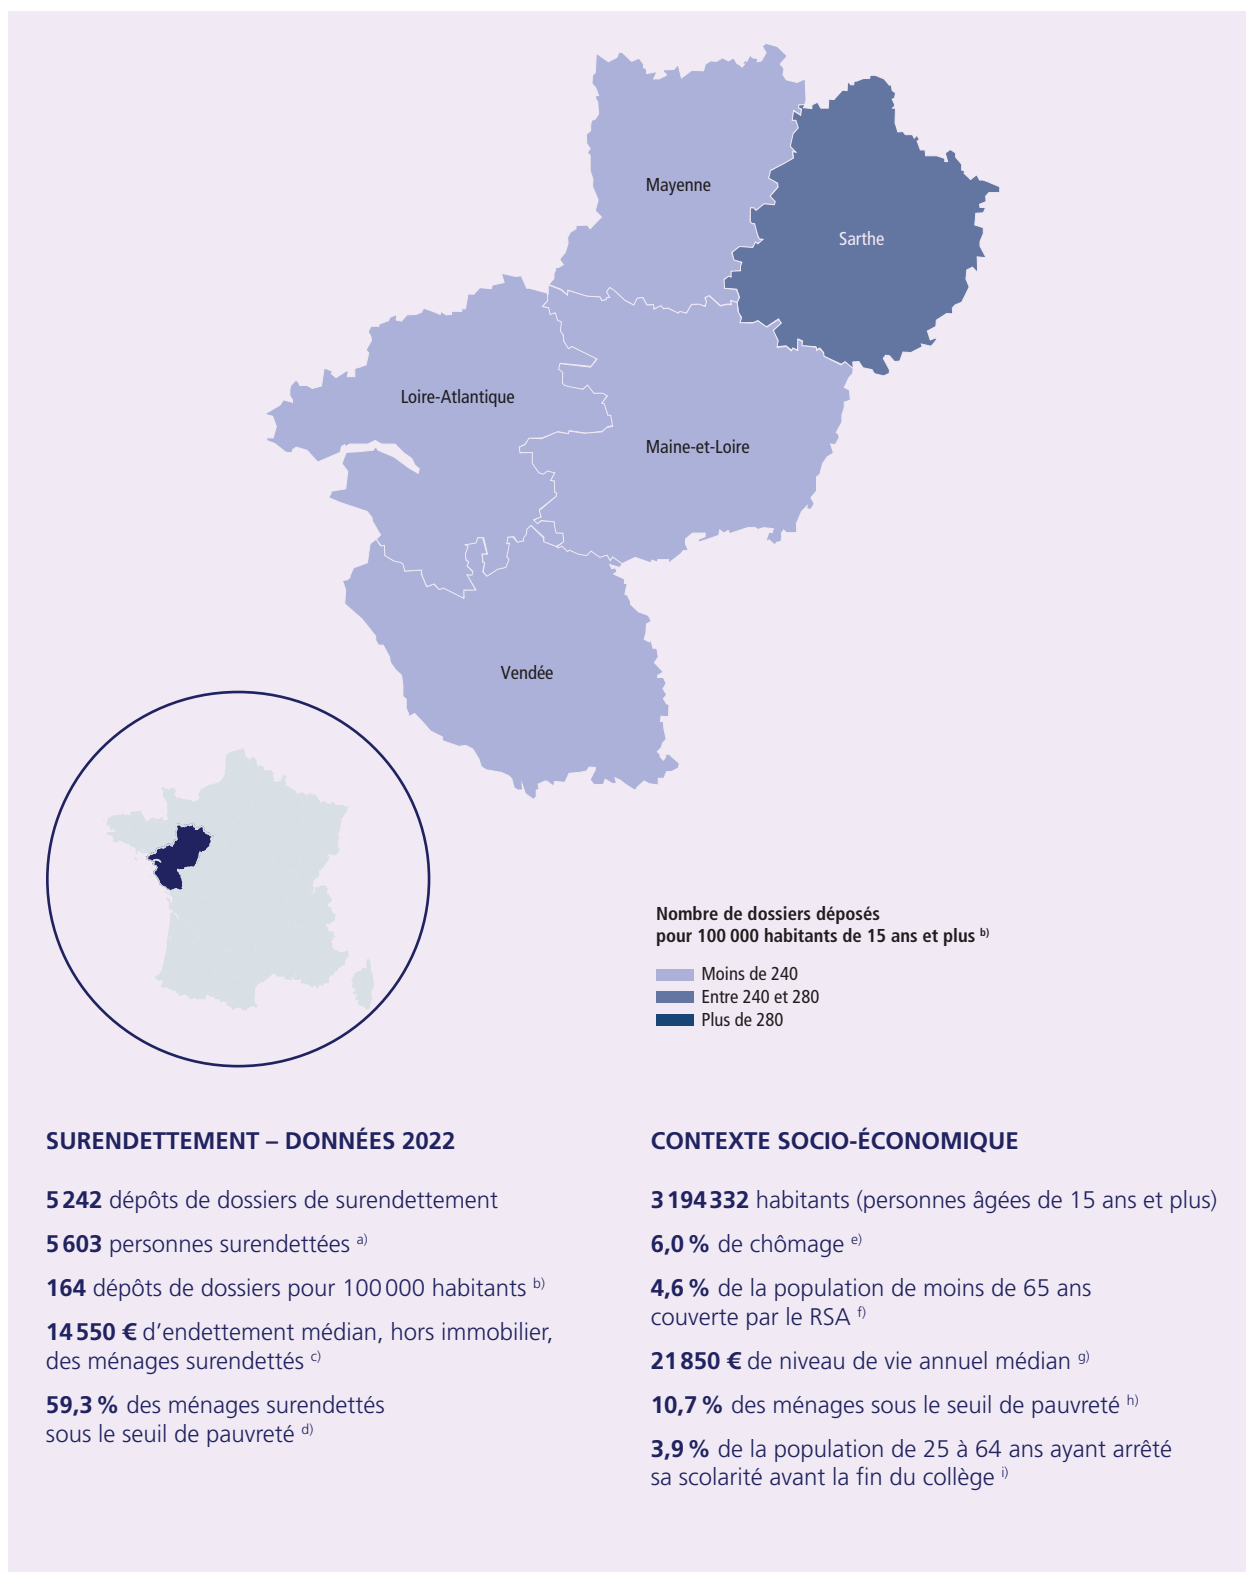 Mayenne
Sarthe
Loire-Atlantique
Maine-et-Loire
Vendée
Nombre de dossiers déposés
pour 100 000 habitants de 15 ans et plus b)
Moins de 240
Entre 240 et 280
Plus de 280
SURENDETTEMENT – DONNÉES 2022
5 242 dépôts de dossiers de surendettement
5 603 personnes surendettées a)
164 dépôts de dossiers pour 100 000 habitants b)
14 550 € d’endettement médian, hors immobilier,
des ménages surendettés c)
59,3 % des ménages surendettés
sous le seuil de pauvreté d)
CONTEXTE SOCIO-ÉCONOMIQUE
3 194 332 habitants (personnes âgées de 15 ans et plus)
6,0 % de chômage e)
4,6 % de la population de moins de 65 ans
couverte par le RSA f)
21 850 € de niveau de vie annuel médian g)
10,7 % des ménages sous le seuil de pauvreté h)
3,9 % de la population de 25 à 64 ans ayant arrêté
sa scolarité avant la fin du collège i)